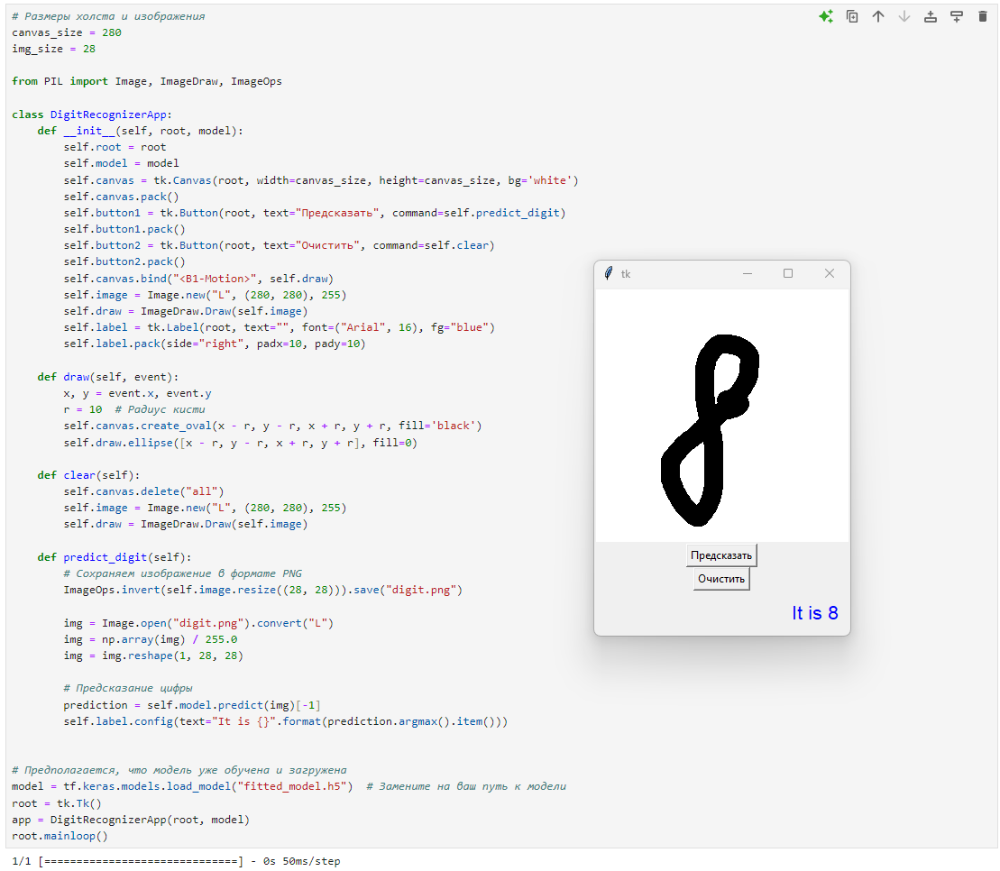 # Размеры холста и изображения
canvas_size = 280
img_size = 28

from PIL import Image, ImageDraw, ImageOps

class DigitRecognizerApp:
    def __init__(self, root, model):
        self.root = root
        self.model = model
        self.canvas = tk.Canvas(root, width=canvas_size, height=canvas_size, bg='white')
        self.canvas.pack()
        self.button1 = tk.Button(root, text="Предсказать", command=self.predict_digit)
        self.button1.pack()
        self.button2 = tk.Button(root, text="Очистить", command=self.clear)
        self.button2.pack()
        self.canvas.bind("<B1-Motion>", self.draw)
        self.image = Image.new("L", (280, 280), 255)
        self.draw = ImageDraw.Draw(self.image)
        self.label = tk.Label(root, text="", font=("Arial", 16), fg="blue")
        self.label.pack(side="right", padx=10, pady=10)

    def draw(self, event):
        x, y = event.x, event.y
        r = 10  # Радиус кисти
        self.canvas.create_oval(x - r, y - r, x + r, y + r, fill='black')
        self.draw.ellipse([x - r, y - r, x + r, y + r], fill=0)

    def clear(self):
        self.canvas.delete("all")
        self.image = Image.new("L", (280, 280), 255)
        self.draw = ImageDraw.Draw(self.image)

    def predict_digit(self):
        # Сохраняем изображение в формате PNG
        ImageOps.invert(self.image.resize((28, 28))).save("digit.png")

        img = Image.open("digit.png").convert("L")
        img = np.array(img) / 255.0
        img = img.reshape(1, 28, 28)

        # Предсказание цифры
        prediction = self.model.predict(img)[-1]
        self.label.config(text="It is {}".format(prediction.argmax().item()))

# Предполагается, что модель уже обучена и загружена
model = tf.keras.models.load_model("fitted_model.h5")  # Замените на ваш путь к модели
root = tk.Tk()
app = DigitRecognizerApp(root, model)
root.mainloop()
1/1 [==============================] - 0s 50ms/step
tk
8
Предсказать
Очистить
It is 8